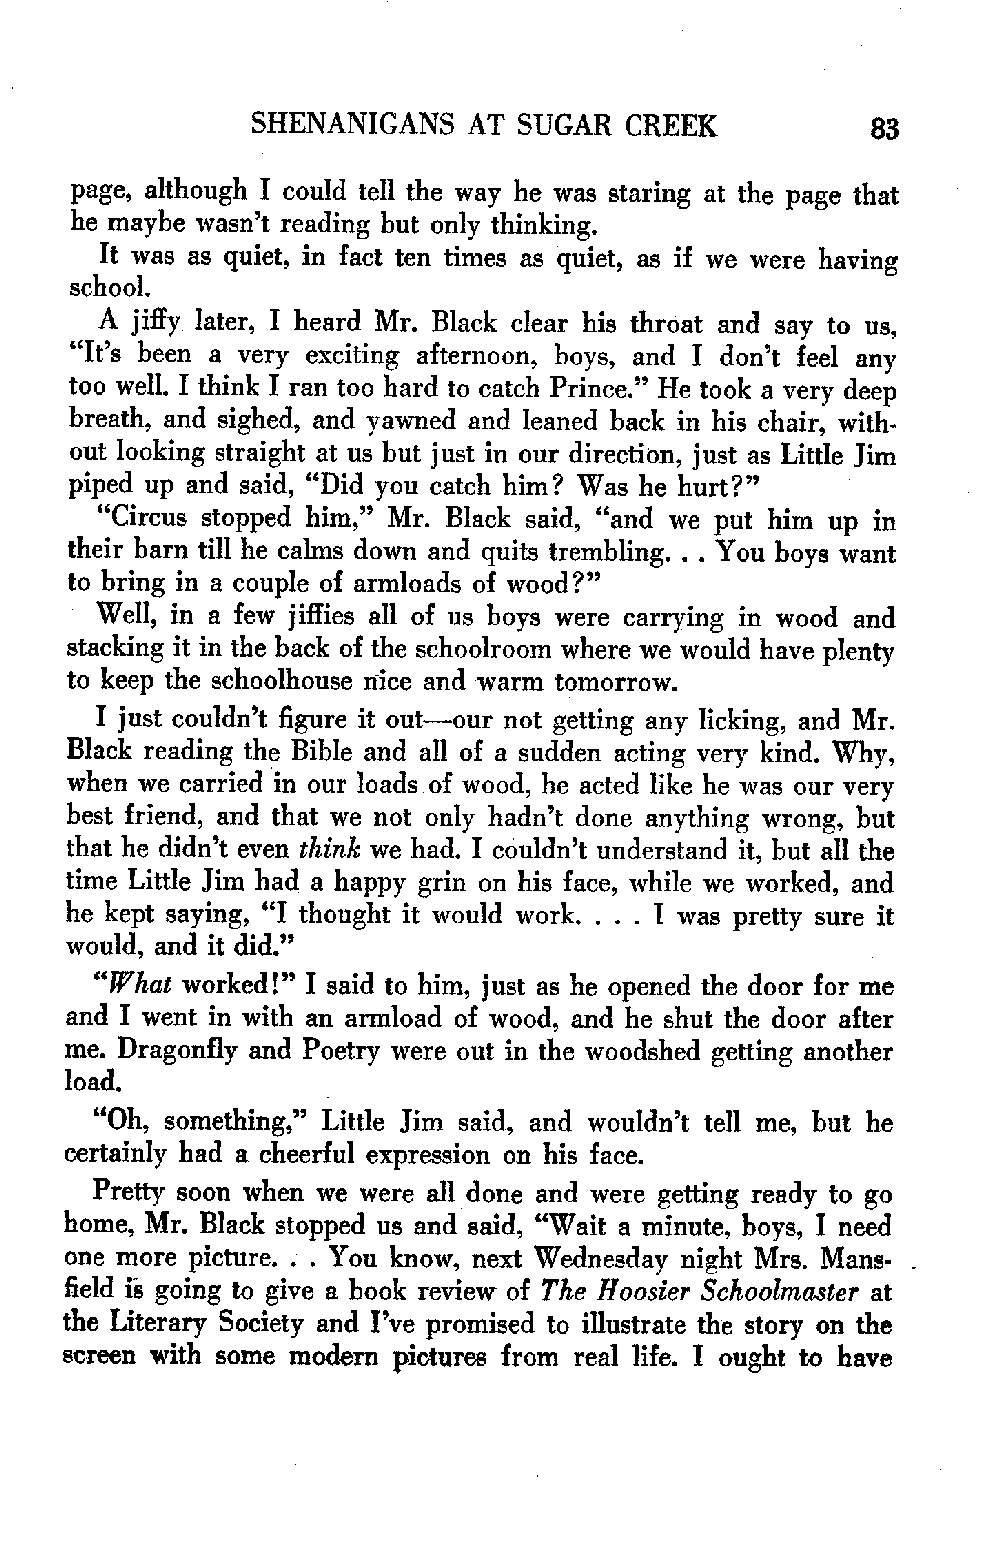 SHENANIGANS AT SUGAR CREEK 83
page, although I could tell the way he was staring at the page that
he maybe wasn't reading but only thinking.
It was as quiet, in fact ten times as quiet, as if we were having
school.
A jiffy later, I heard Mr. Black clear his throat and say to us,
“It's been a very exciting afternoon, boys, and I don't feel any
too well. I think I ran too hard to catch Prince.” He took a very deep
breath, and sighed, and yawned and leaned back in his chair, with-
out looking straight at us but just in our direction, just as Little Jim
piped up and said, “Did you catch him? Was he hurt?”
“Circus stopped him,” Mr. Black said, “and we put him up in
their barn till he calms down and quits trembling. . . You boys want
to bring in a couple of armloads of wood?”
Well, in a few jiffies all of us boys were carrying in wood and
stacking it in the back of the schoolroom where we would have plenty
to keep the schoolhouse nice and warm tomorrow.
I just couldn't figure it out—our not getting any licking, and Mr.
Black reading the Bible and all of a sudden acting very kind. Why,
when we carried in our loads of wood, he acted like he was our very
best friend, and that we not only hadn't done anything wrong, but
that he didn't even think we had. I couldn't understand it, but all the
time Little Jim had a happy grin on his face, while we worked, and
he kept saying, “I thought it would work. . . . I was pretty sure it
would, and it did.”
“What worked!” I said to him, just as he opened the door for me
and I went in with an armload of wood, and he shut the door after
me. Dragonfly and Poetry were out in the woodshed getting another
load.
“Oh, something,” Little Jim said, and wouldn't tell me, but he
certainly had a cheerful expression on his face.
Pretty soon when we were all done and were getting ready to go
home, Mr. Black stopped us and said, “Wait a minute, boys, I need
one more picture. . . You know, next Wednesday night Mrs. Mans-
field is going to give a book review of The Hoosier Schoolmaster at
the Literary Society and I've promised to illustrate the story on the
screen with some modern pictures from real life. I ought to have